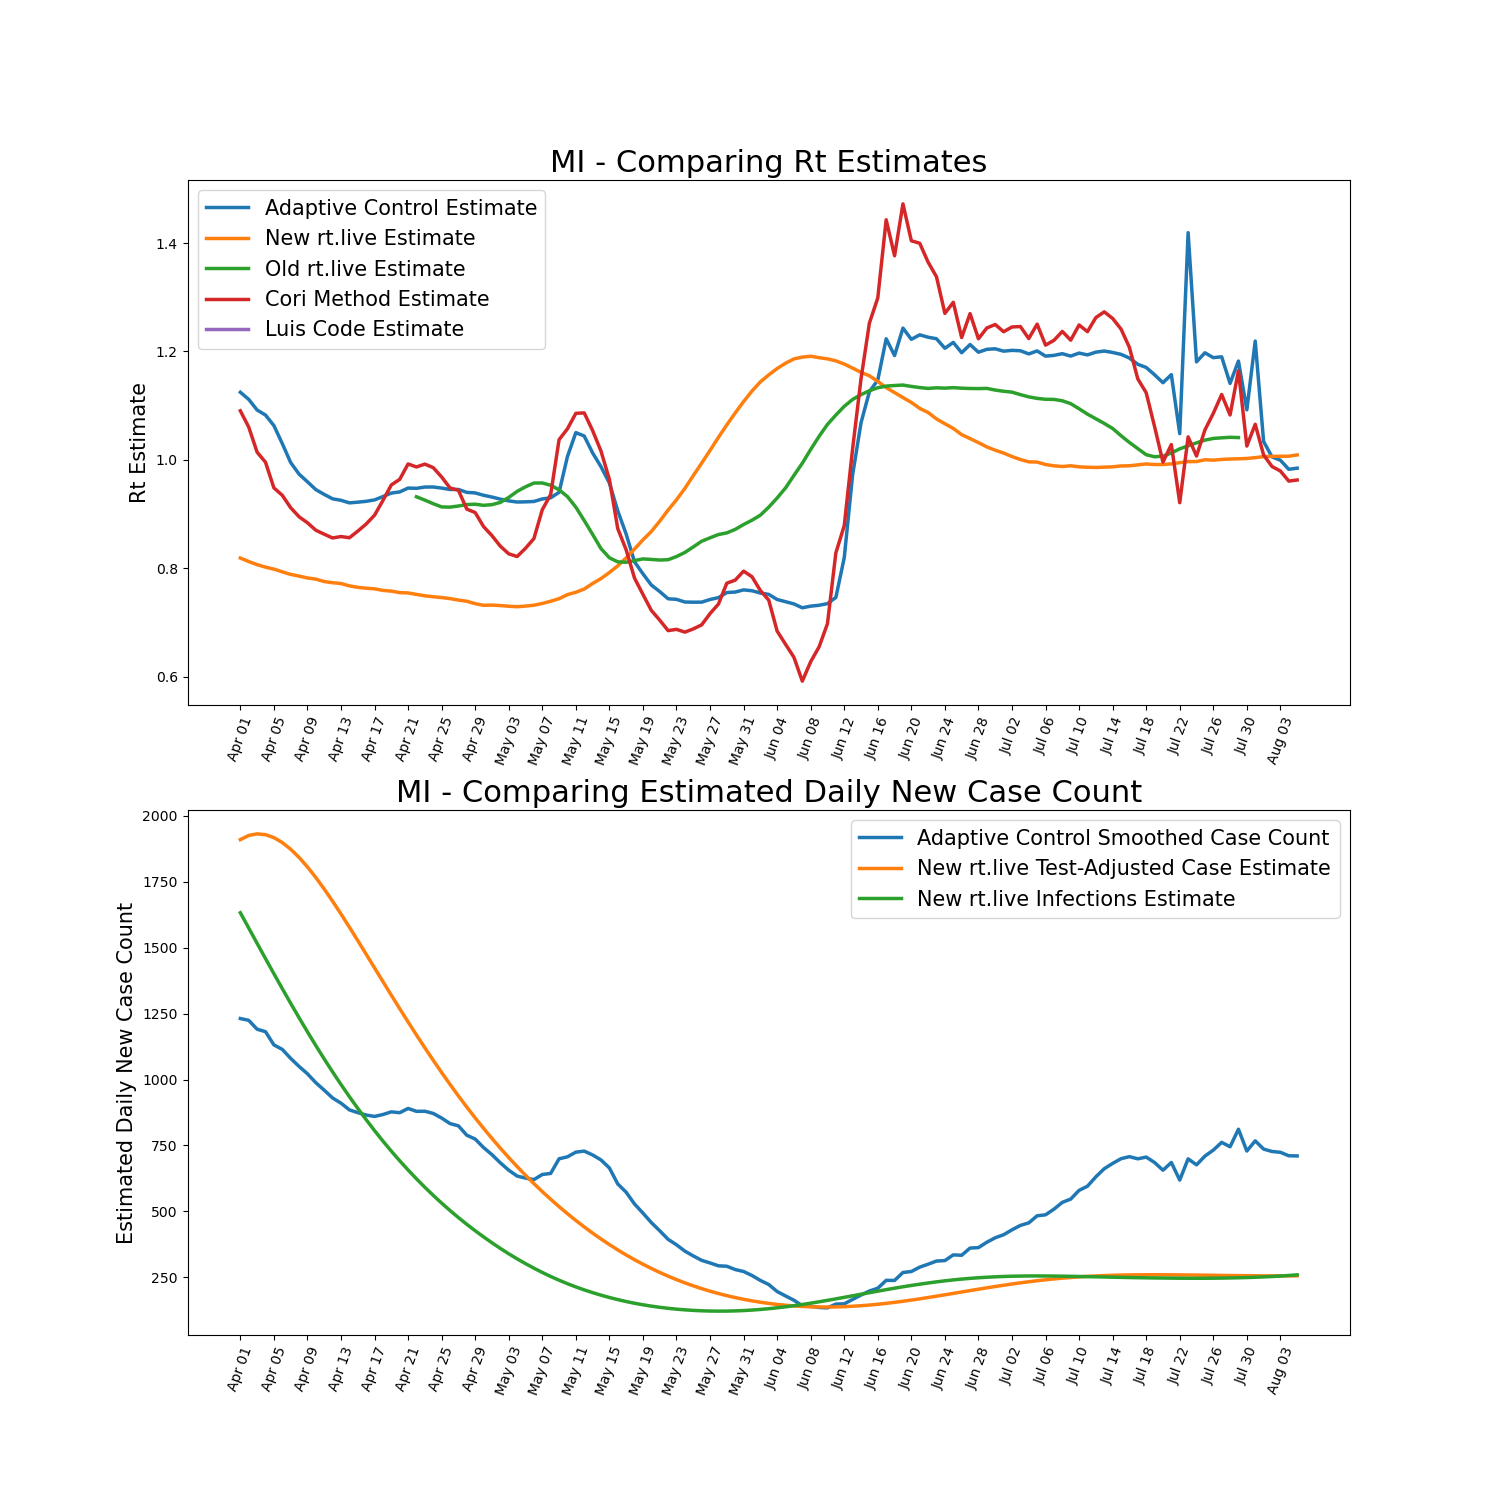 MI - Comparing Rt Estimates
Adaptive Control Estimate
New rt.live Estimate
Old rt.live Estimate
Cori Method Estimate
Luis Code Estimate
Rt Estimate
1.4
1.2
1.0
0.8
0.6
Apr 01 Apr 05 Apr 09 Apr 13 Apr 17 Apr 21 Apr 25 Apr 29 May 03 May 07 May 11 May 15 May 19 May 23 May 27 May 31 Jun 04 Jun 08 Jun 12 Jun 16 Jun 20 Jun 24 Jun 28 Jul 02 Jul 06 Jul 10 Jul 14 Jul 18 Jul 22 Jul 26 Jul 30 Aug 03
MI - Comparing Estimated Daily New Case Count
Adaptive Control Smoothed Case Count
New rt.live Test-Adjusted Case Estimate
New rt.live Infections Estimate
Estimated Daily New Case Count
2000
1750
1500
1250
1000
750
500
250
Apr 01 Apr 05 Apr 09 Apr 13 Apr 17 Apr 21 Apr 25 Apr 29 May 03 May 07 May 11 May 15 May 19 May 23 May 27 May 31 Jun 04 Jun 08 Jun 12 Jun 16 Jun 20 Jun 24 Jun 28 Jul 02 Jul 06 Jul 10 Jul 14 Jul 18 Jul 22 Jul 26 Jul 30 Aug 03